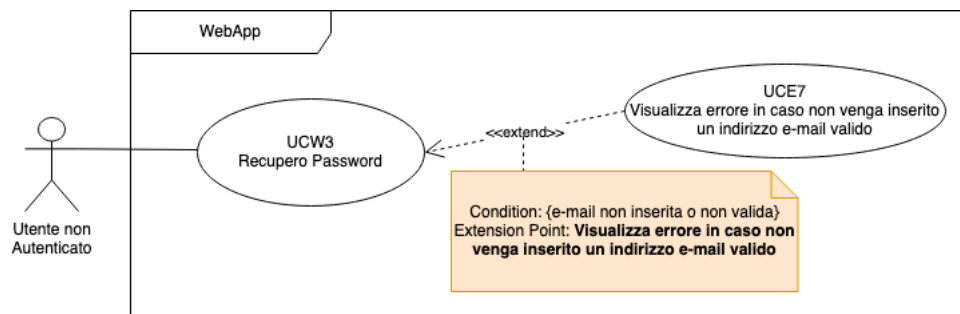 WebApp
UCE7
Visualizza errore in caso non venga inserito
un indirizzo e-mail valido
<<extend>>
UCW3
Recupero Password
Utente non
Autenticato
Condition: {e-mail non inserita o non valida}
Extension Point: Visualizza errore in caso non
venga inserito un indirizzo e-mail valido